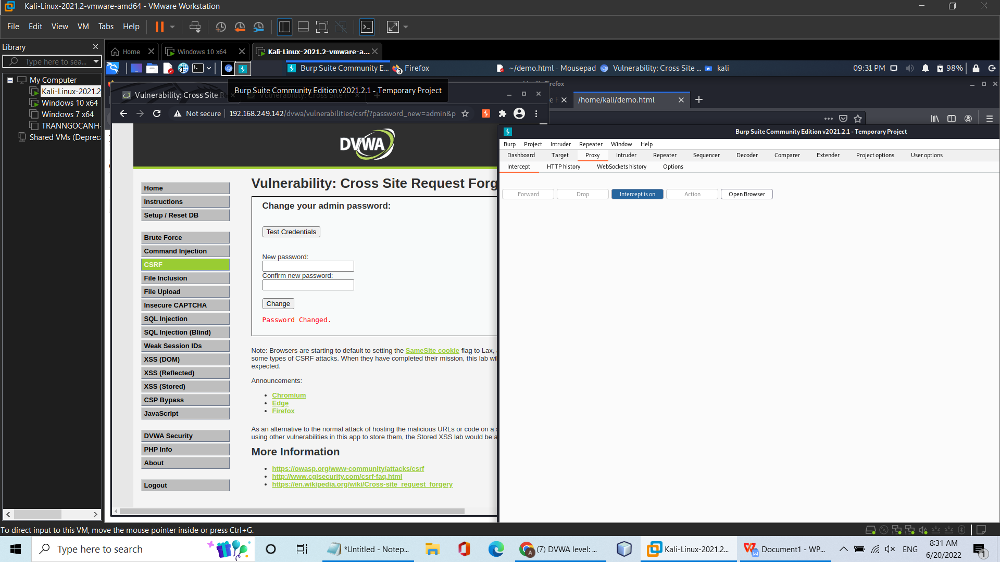 Kali-Linux-2021.2-vmware-amd64 - VMware Workstation
File Edit View VM Tabs Help
Library
Type here to sea...
Home
Windows 10 x64
Kali-Linux-2021.2-vmware-a...
Burp Suite Community E...
Firefox
~/demo.html - Mousepad
Vulnerability: Cross Site ...
kali
09:31 PM
98%
My Computer
Kali-Linux-2021.2
Windows 10 x64
Windows 7 x64
TRANNGOCANH-
Shared VMs (Depreca
Vulnerability: Cross Site R
Burp Suite Community Edition v2021.2.1 - Temporary Project
/home/kali/demo.html
Not secure
192.168.249.142/dvwa/vulnerabilities/csrf/?password_new=admin&p
DVWA
Home
Instructions
Setup / Reset DB
Brute Force
Command Injection
CSRF
File Inclusion
File Upload
Insecure CAPTCHA
SQL Injection
SQL Injection (Blind)
Weak Session IDs
XSS (DOM)
XSS (Reflected)
XSS (Stored)
CSP Bypass
JavaScript
DVWA Security
PHP Info
About
Logout
Vulnerability: Cross Site Request Forg
Change your admin password:
Test Credentials
New password:
Confirm new password:
Change
Password Changed.
Note: Browsers are starting to default to setting the SameSite cookie flag to Lax,
some types of CSRF attacks. When they have completed their mission, this lab wi
expected.
Announcements:
Chromium
Edge
Firefox
As an alternative to the normal attack of hosting the malicious URLs or code on a
using other vulnerabilities in this app to store them, the Stored XSS lab would be a
More Information
https://owasp.org/www-community/attacks/csrf
http://www.cgisecurity.com/csrf-faq.html
https://en.wikipedia.org/wiki/Cross-site_request_forgery
Burp Suite Community Edition v2021.2.1 - Temporary Project
Burp Project Intruder Repeater Window Help
Dashboard Target Proxy Intruder Repeater Sequencer Decoder Comparer Extender Project options User options
Intercept HTTP history WebSockets history Options
Forward Drop Intercept is on Action Open Browser
To direct input to this VM, move the mouse pointer inside or press Ctrl+G.
Type here to search
*Untitled - Notep...
(7) DVWA level: ...
Kali-Linux-2021.2...
Document1 - WP...
ENG
8:31 AM
6/20/2022
1